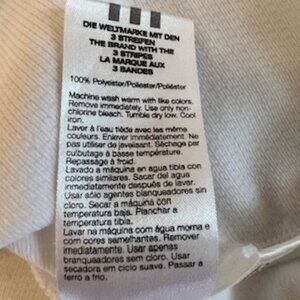 DIE WELTMARKE MIT DEN
3 STREIFEN
THE BRAND WITH THE
3 STRIPES
LA MARQUE AUX
3 BANDES
100% Polyester/Poliester/Poliéster
Machine wash warm with like colors.
Remove immediately. Use only non-
chlorine bleach. Tumble dry low. Cool
iron.
Laver à l'eau tiède avec les même
couleurs. Enlever immédiatement. Ne
pas utiliser de javelisant. Séchage par
culbutage à basse température.
Repassage à froid.
Lavado a máquina en agua tibia con
colores similares. Sacar del agua
immediatamente después de lavar.
Usar sólo agentes blanqueadores sin
cloro. Secar a máquina con
temperatura baja. Planchar a
temperatura tibia.
Lavar na máquina com água morna e
com cores semelhantes. Remover
imediatamente. Usar apenas
branqueadores sem cloro. Usar
secadora em ciclo suave. Passar a
ferro a frio.